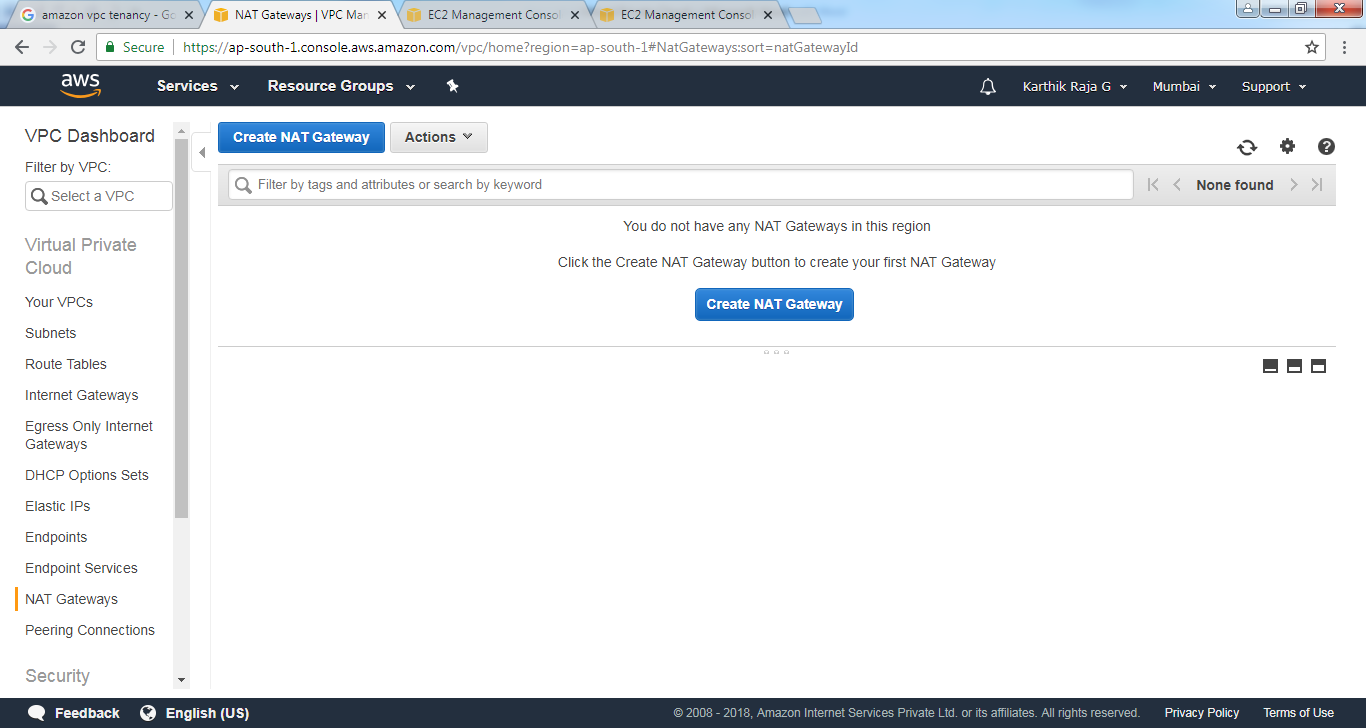 amazon vpc tenancy - Go
NAT Gateways | VPC Man
EC2 Management Consol
EC2 Management Consol
Secure
https://ap-south-1.console.aws.amazon.com/vpc/home?region=ap-south-1#NatGateways:sort=natGatewayId
aws
Services
Resource Groups
Karthik Raja G
Mumbai
Support
VPC Dashboard
Filter by VPC:
Select a VPC
Virtual Private
Cloud
Your VPCs
Subnets
Route Tables
Internet Gateways
Egress Only Internet
Gateways
DHCP Options Sets
Elastic IPs
Endpoints
Endpoint Services
NAT Gateways
Peering Connections
Security
Create NAT Gateway
Actions
Filter by tags and attributes or search by keyword
None found
You do not have any NAT Gateways in this region
Click the Create NAT Gateway button to create your first NAT Gateway
Create NAT Gateway
Feedback
English (US)
© 2008 - 2018, Amazon Internet Services Private Ltd. or its affiliates. All rights reserved.
Privacy Policy
Terms of Use